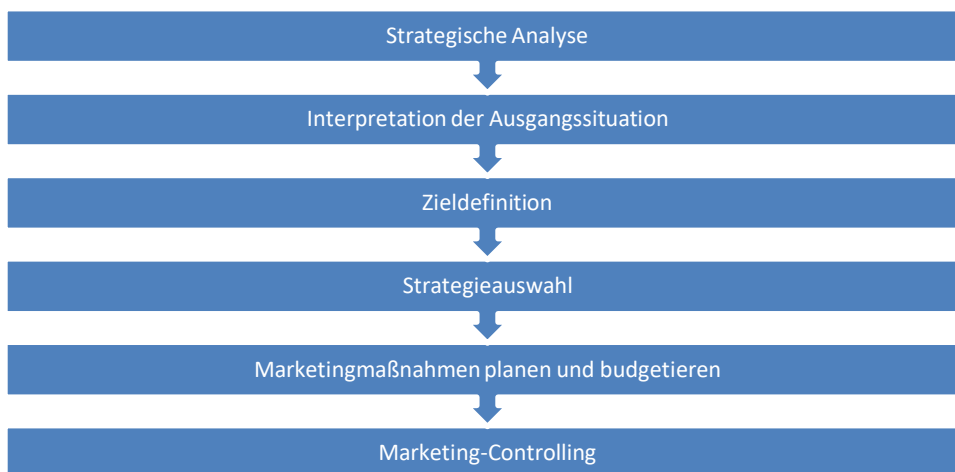 Strategische Analyse
Interpretation der Ausgangssituation
Zieldefinition
Strategieauswahl
Marketingmaßnahmen planen und budgetieren
Marketing-Controlling